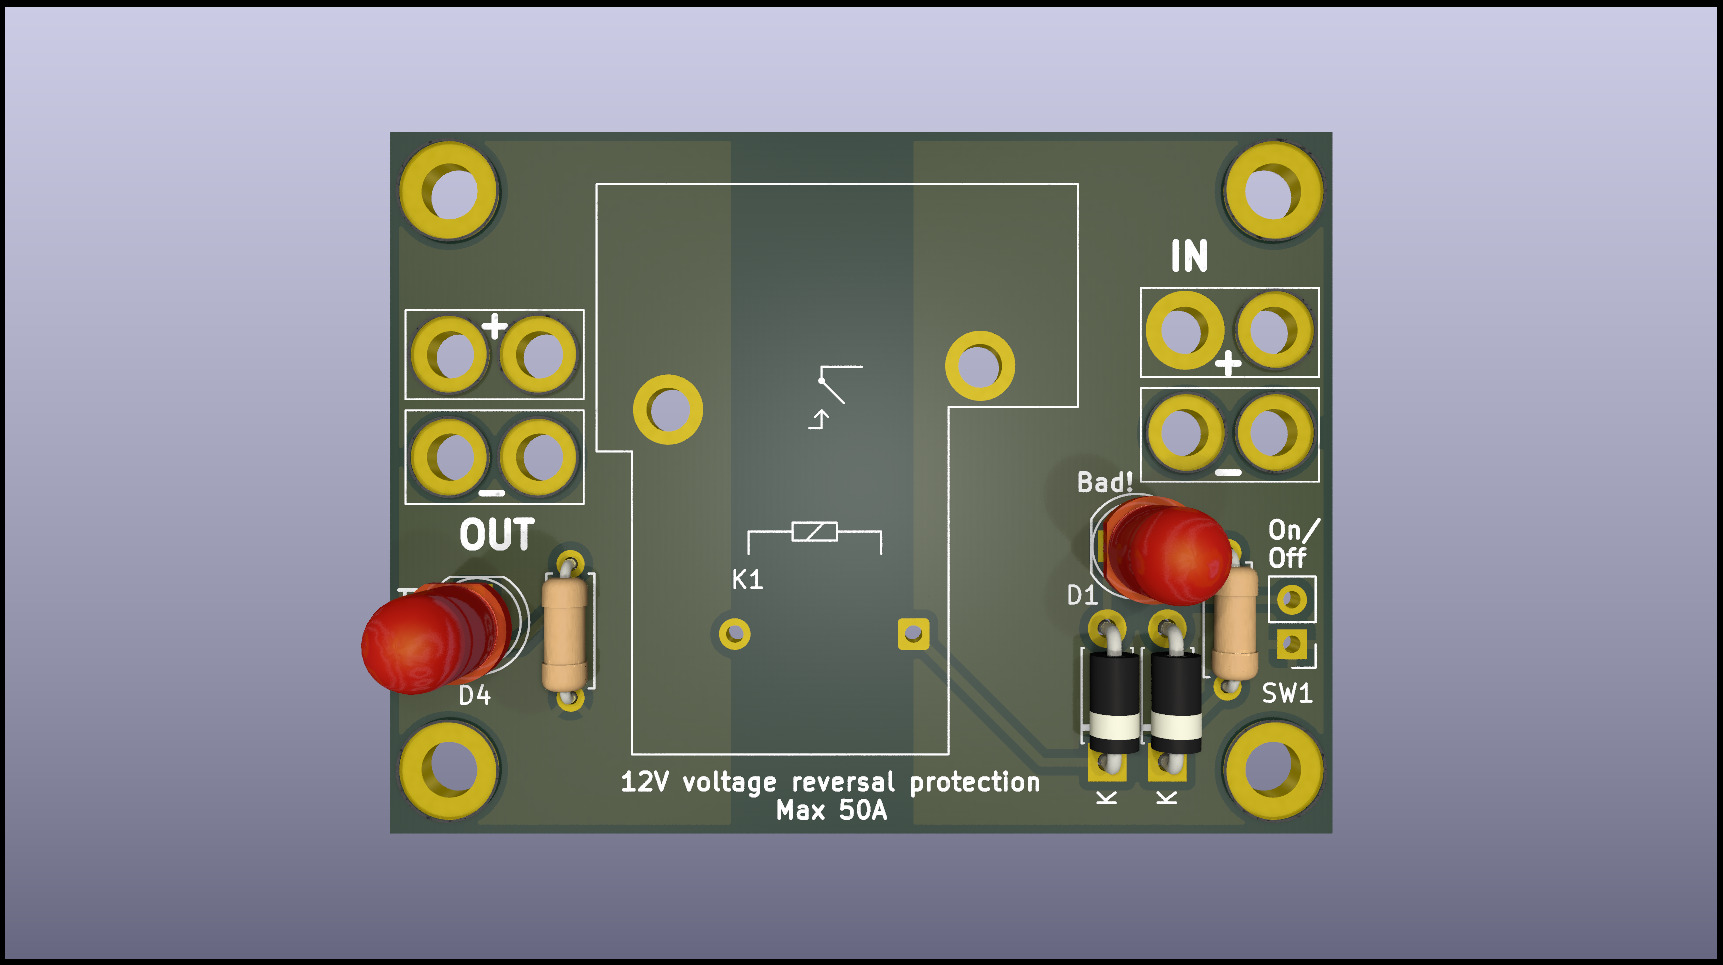 IN
+
+
−
−
Bad!
OUT
On/
Off
K1
D1
D4
SW1
12V voltage reversal protection
Max 50A
K
K